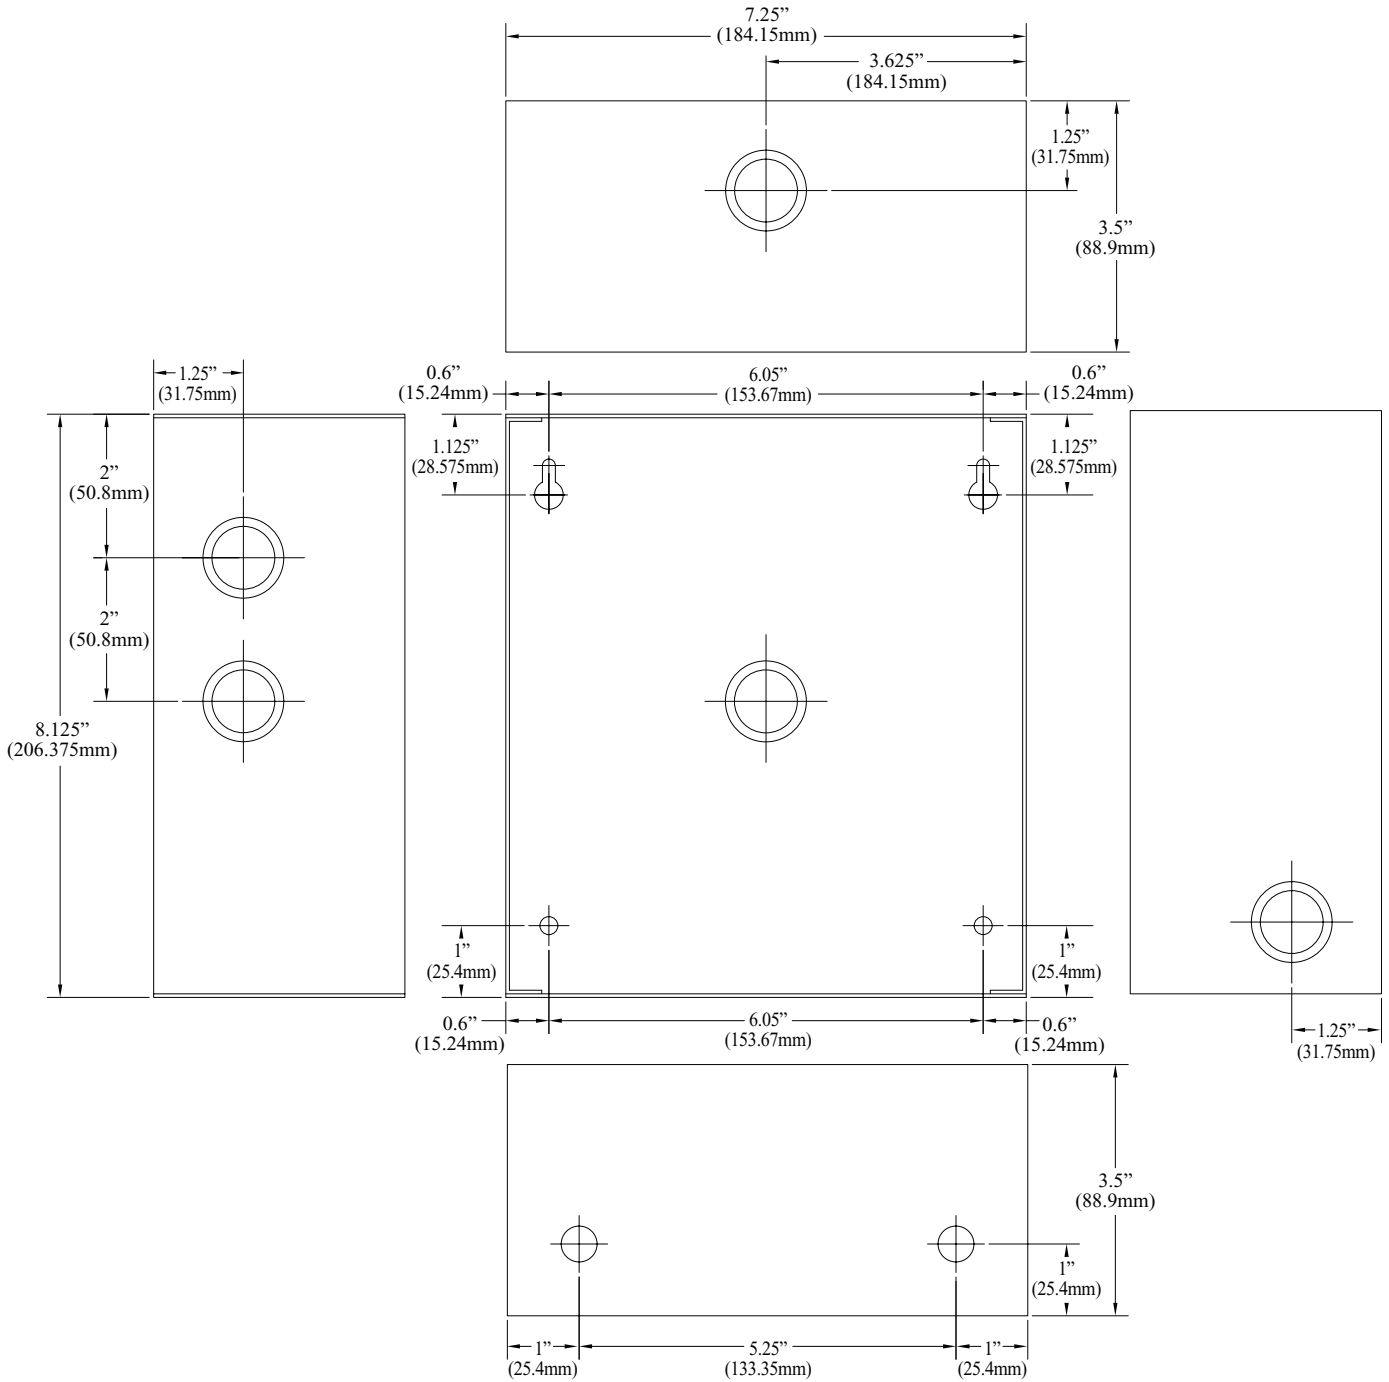 7.25”
(184.15mm)
3.625”
(184.15mm)
1.25”
(31.75mm)
3.5”
(88.9mm)
1.25”
(31.75mm)
0.6”
(15.24mm)
6.05”
(153.67mm)
0.6”
(15.24mm)
2”
(50.8mm)
1.125”
(28.575mm)
1.125”
(28.575mm)
2”
(50.8mm)
8.125”
(206.375mm)
1”
(25.4mm)
1”
(25.4mm)
0.6”
(15.24mm)
6.05”
(153.67mm)
0.6”
(15.24mm)
1.25”
(31.75mm)
3.5”
(88.9mm)
1”
(25.4mm)
1”
(25.4mm)
5.25”
(133.35mm)
1”
(25.4mm)